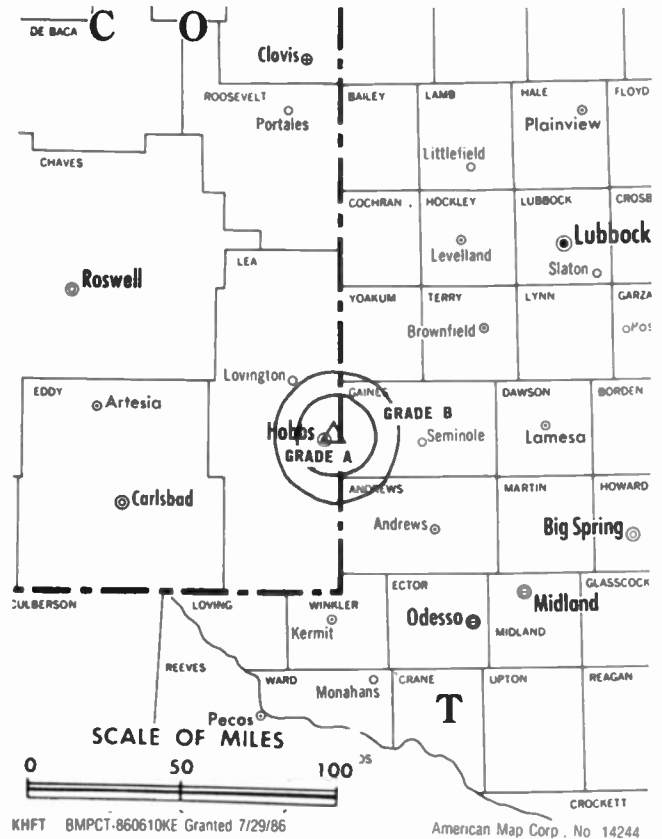 DE BACA
C O
Clovis
ROOSEVELT
Portales
BAILEY
LAMB
HALE
FLOYD
Plainview
Littlefield
CHAVES
COCHRAN
HOCKLEY
LUBBOCK
CROSB
Lubbock
Levelland
Slaton
LEA
Roswell
YOAKUM
TERRY
LYNN
GARZA
Brownfield
Pos
Lovington
EDDY
Artesia
GAINES
DAWSON
BORDEN
GRADE B
Hobbs
GRADE A
Seminole
Lamesa
Carlsbad
ANDREWS
MARTIN
HOWARD
Andrews
Big Spring
CULBERSON
LOVING
WINKLER
ECTOR
GLASSCOCK
Kermit
Odesso
Midland
MIDLAND
REEVES
WARD
CRANE
UPTON
REAGAN
Monahans
T
Pecos
SCALE OF MILES
OS
0 50 100
CROCKETT
KHFT BMPCT-860610KE Granted 7/29/86
American Map Corp., No 14244